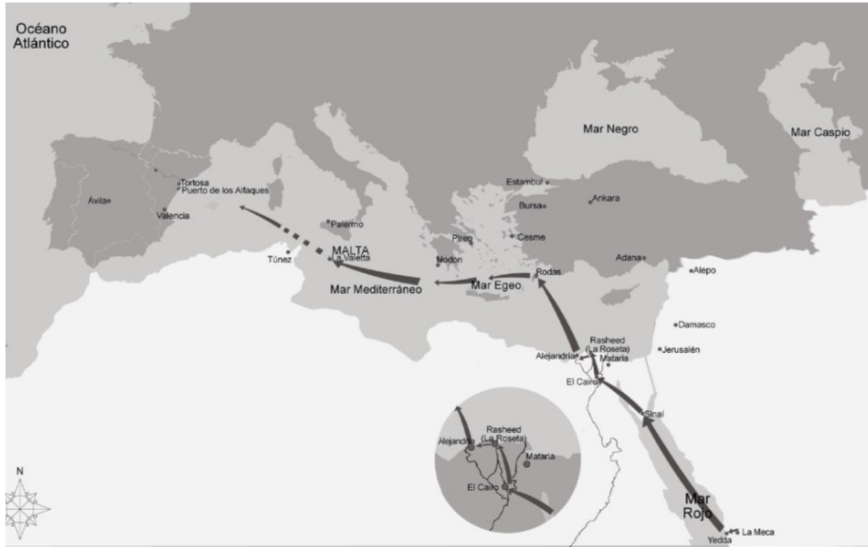 Océano
Atlántico
Mar Negro
Mar Caspio
Tortosa
Puerto de los Alfaques
Ávila
Valencia
Estambul
Bursa
Ankara
Palermo
Pireo
Cesme
Túnez
MALTA
La Valetta
Modon
Adana
Rodas
Alepo
Mar Mediterráneo
Mar Egeo
Damasco
Rasheed
(La Roseta)
Alejandría
Mataria
Jerusalén
El Cairo
Sinaí
Rasheed
(La Roseta)
Alejandría
Mataria
El Cairo
N
Mar
Rojo
La Meca
Yedda